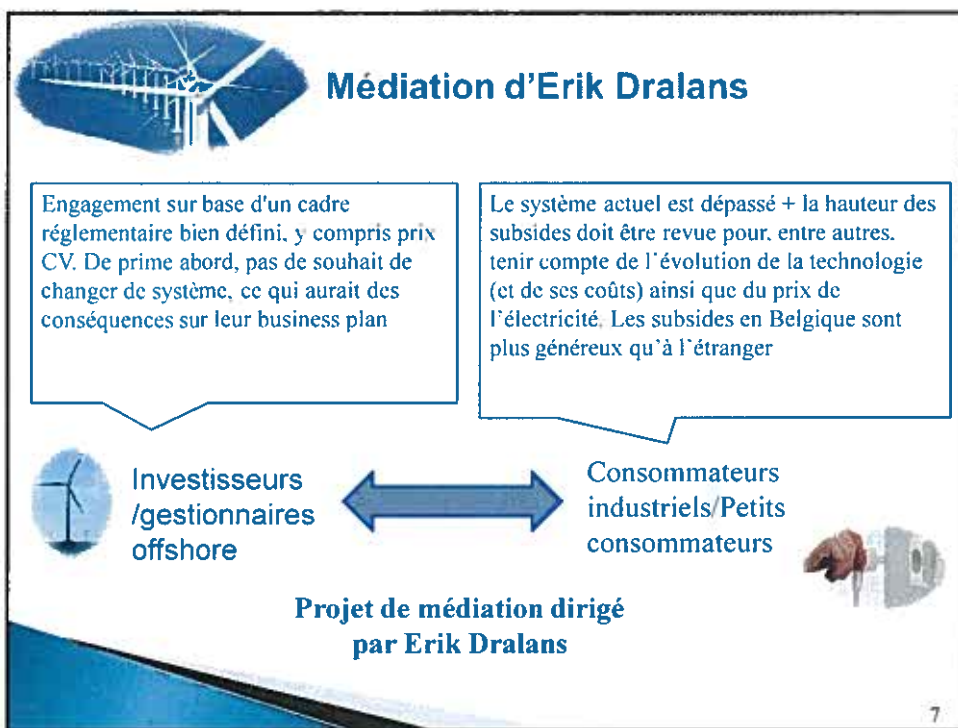 Médiation d'Erik Dralans
Engagement sur base d'un cadre
réglementaire bien défini, y compris prix
CV. De prime abord, pas de souhait de
changer de système, ce qui aurait des
conséquences sur leur business plan
Le système actuel est dépassé + la hauteur des
subsides doit être revue pour, entre autres,
tenir compte de l'évolution de la technologie
(et de ses coûts) ainsi que du prix de
l'électricité. Les subsides en Belgique sont
plus généreux qu'à l'étranger
Investisseurs
/gestionnaires
offshore
Consommateurs
industriels/Petits
consommateurs
Projet de médiation dirigé
par Erik Dralans
7